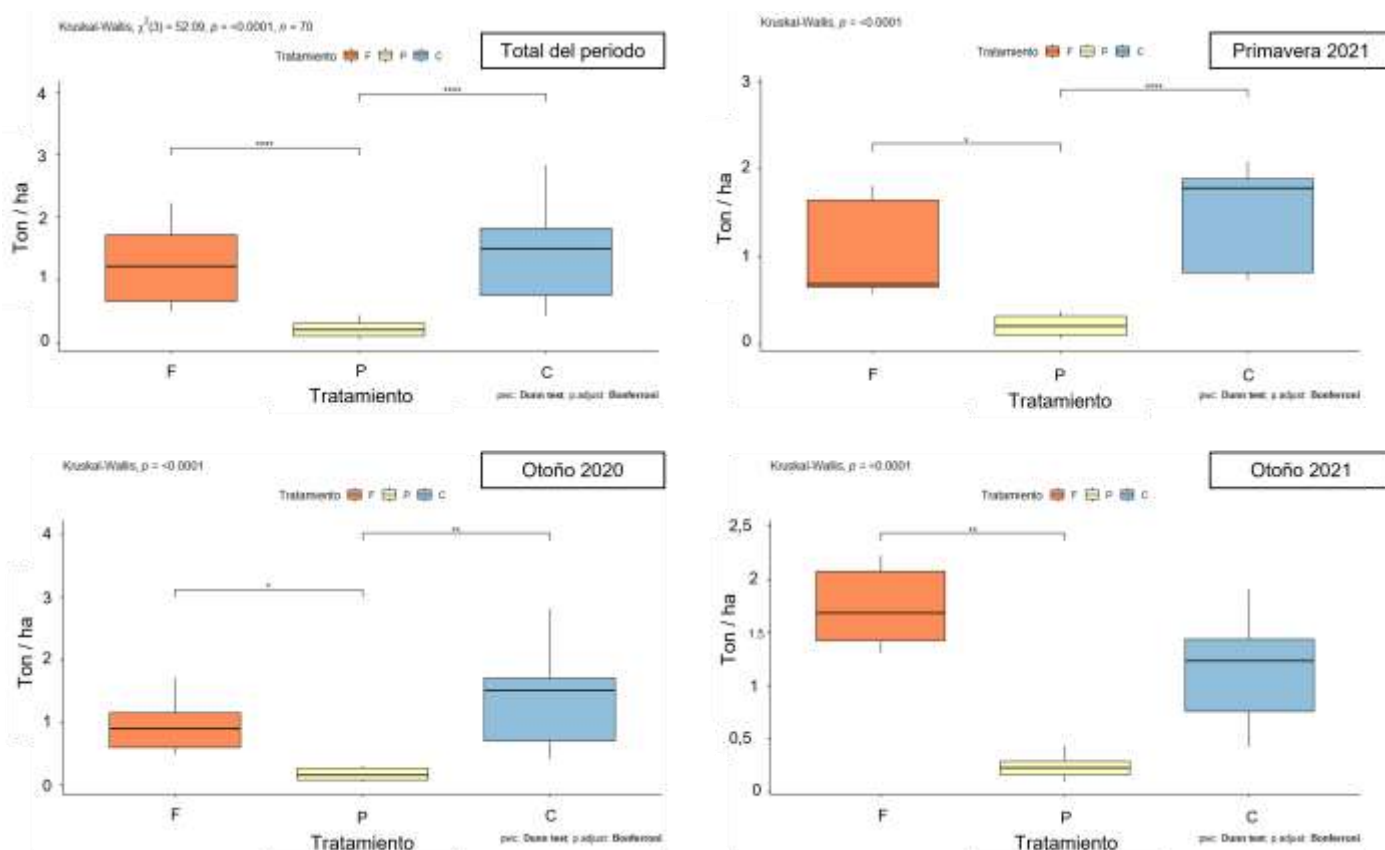 Kruskal-Wallis, χ²(3) = 52.09, p = <0.0001, n = 70
Total del periodo
Tratamiento F P C
4
3
2
1
0
Ton / ha
****
****
F P C
Tratamiento
pwc: Dunn test; p.adjust: Bonferroni
Kruskal-Wallis, p = <0.0001
Primavera 2021
Tratamiento F P C
3
2
1
0
Ton / ha
*
****
F P C
Tratamiento
pwc: Dunn test; p.adjust: Bonferroni
Kruskal-Wallis, p = <0.0001
Otoño 2020
Tratamiento F P C
4
3
2
1
0
Ton / ha
*
**
F P C
Tratamiento
pwc: Dunn test; p.adjust: Bonferroni
Kruskal-Wallis, p = <0.0001
Otoño 2021
Tratamiento F P C
2,5
2
1,5
1
0,5
0
Ton / ha
**
F P C
Tratamiento
pwc: Dunn test; p.adjust: Bonferroni